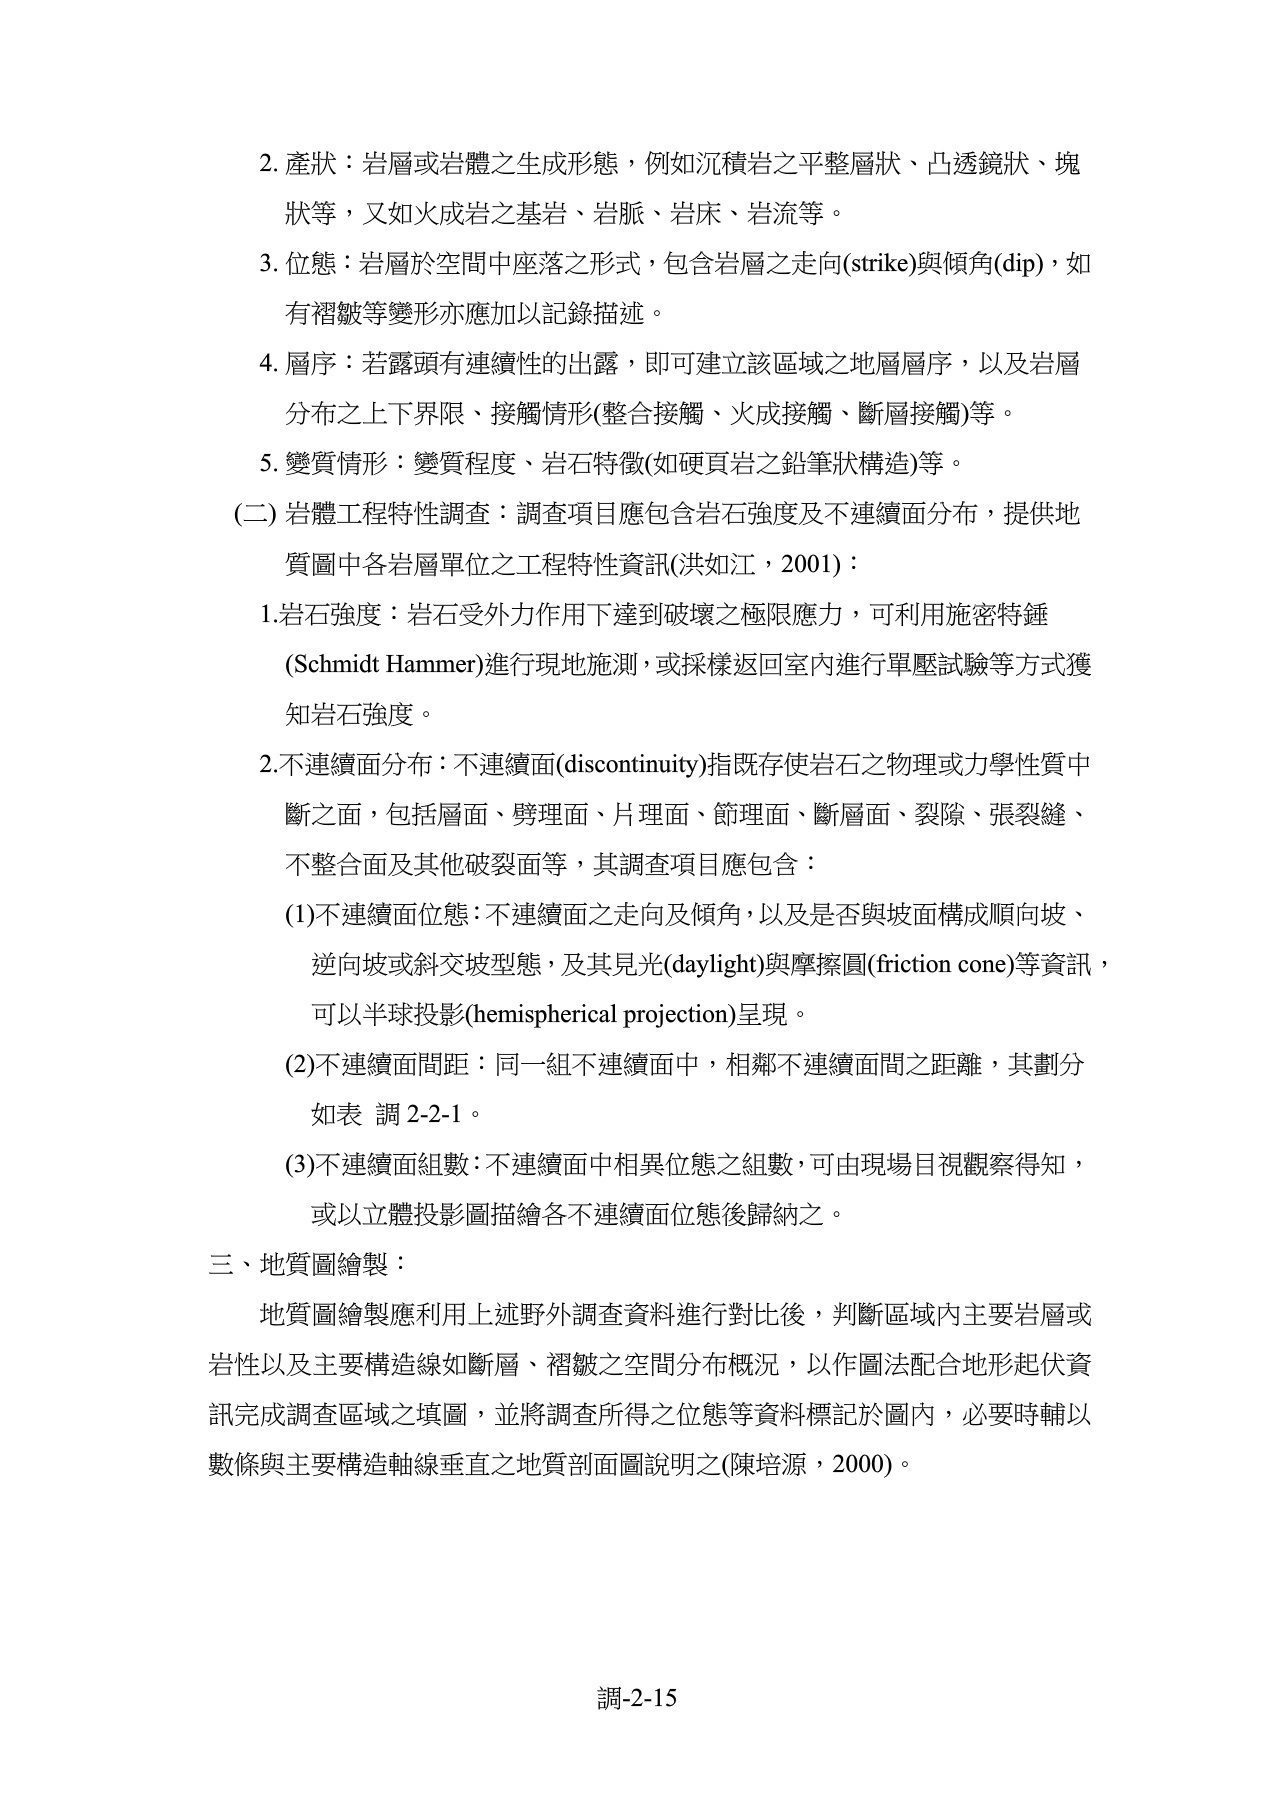 2. 產狀：岩層或岩體之生成形態，例如沉積岩之平整層狀、凸透鏡狀、塊
狀等，又如火成岩之基岩、岩脈、岩床、岩流等。
3. 位態：岩層於空間中座落之形式，包含岩層之走向(strike)與傾角(dip)，如
有褶皺等變形亦應加以記錄描述。
4. 層序：若露頭有連續性的出露，即可建立該區域之地層層序，以及岩層
分布之上下界限、接觸情形(整合接觸、火成接觸、斷層接觸)等。
5. 變質情形：變質程度、岩石特徵(如硬頁岩之鉛筆狀構造)等。
(二) 岩體工程特性調查：調查項目應包含岩石強度及不連續面分布，提供地
質圖中各岩層單位之工程特性資訊(洪如江，2001)：
1.岩石強度：岩石受外力作用下達到破壞之極限應力，可利用施密特錘
(Schmidt Hammer)進行現地施測，或採樣返回室內進行單壓試驗等方式獲
知岩石強度。
2.不連續面分布：不連續面(discontinuity)指既存使岩石之物理或力學性質中
斷之面，包括層面、劈理面、片理面、節理面、斷層面、裂隙、張裂縫、
不整合面及其他破裂面等，其調查項目應包含：
(1)不連續面位態：不連續面之走向及傾角，以及是否與坡面構成順向坡、
逆向坡或斜交坡型態，及其見光(daylight)與摩擦圓(friction cone)等資訊，
可以半球投影(hemispherical projection)呈現。
(2)不連續面間距：同一組不連續面中，相鄰不連續面間之距離，其劃分
如表 調 2-2-1。
(3)不連續面組數：不連續面中相異位態之組數，可由現場目視觀察得知，
或以立體投影圖描繪各不連續面位態後歸納之。
三、地質圖繪製：
地質圖繪製應利用上述野外調查資料進行對比後，判斷區域內主要岩層或
岩性以及主要構造線如斷層、褶皺之空間分布概況，以作圖法配合地形起伏資
訊完成調查區域之填圖，並將調查所得之位態等資料標記於圖內，必要時輔以
數條與主要構造軸線垂直之地質剖面圖說明之(陳培源，2000)。
調-2-15